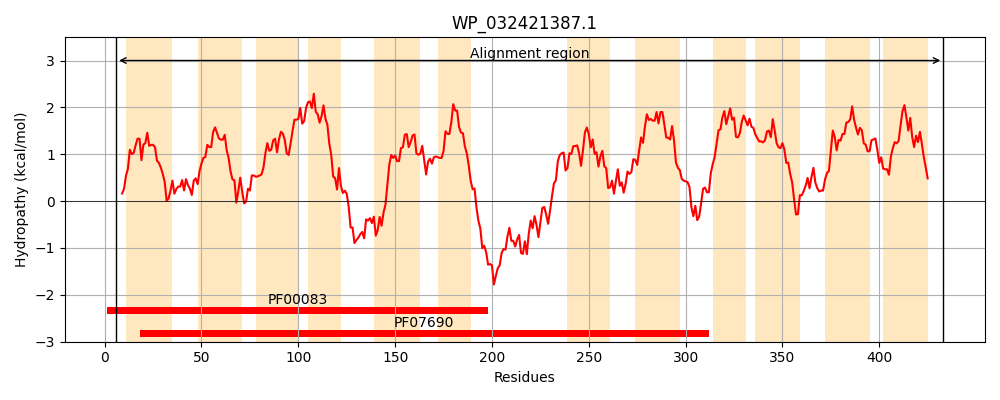 WP_032421387.1
Alignment region
Hydropathy (kcal/mol)
3
2
1
0
−1
−2
−3
PF00083
PF07690
0 50 100 150 200 250 300 350 400
Residues